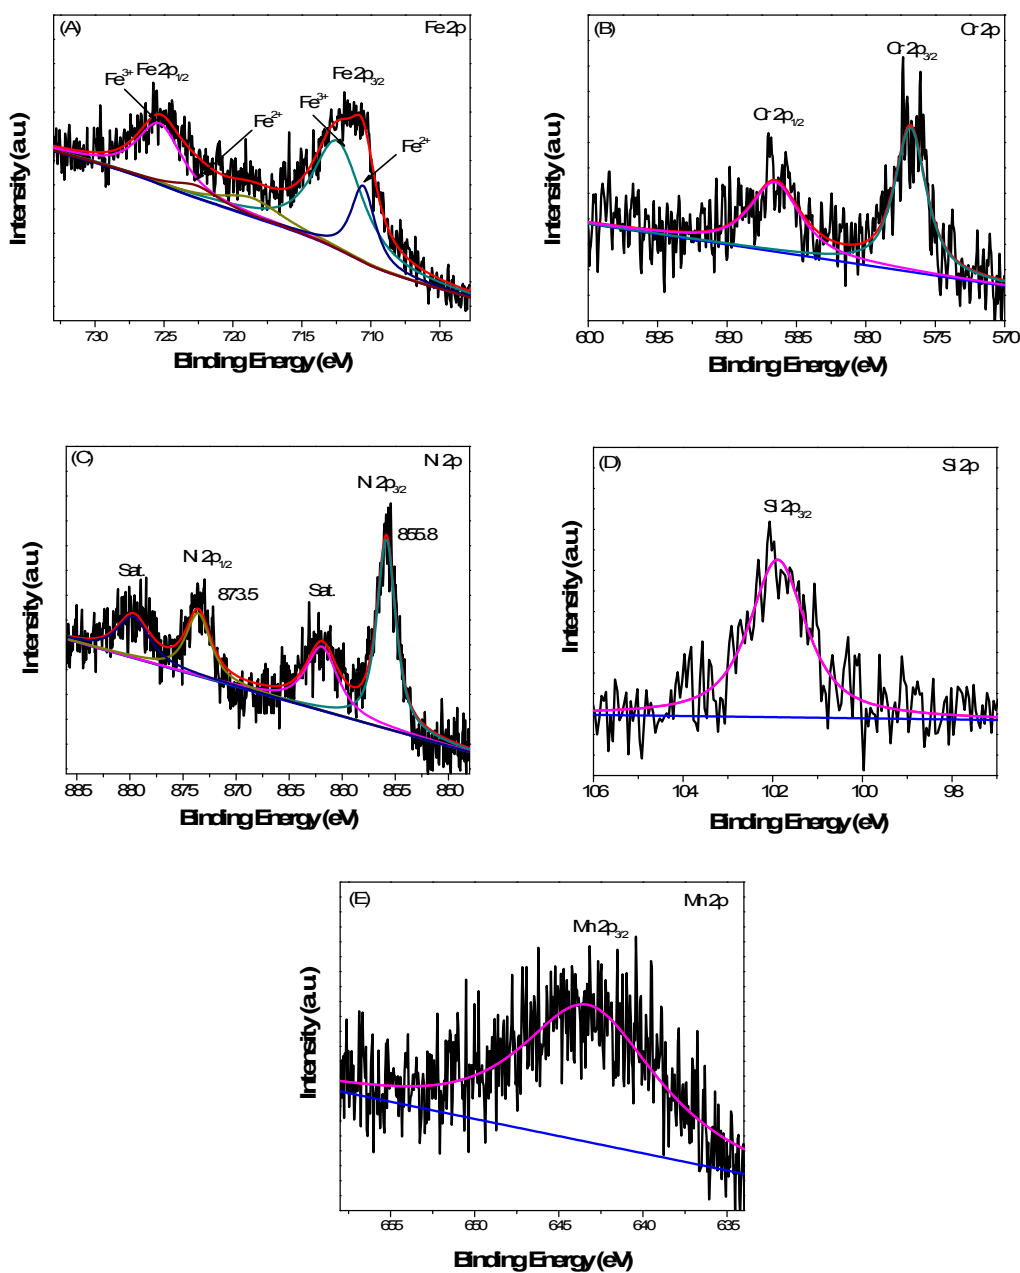 (A)
Fe 2p
Fe3+ Fe 2p1/2
Fe2+
Fe 2p3/2
Fe3+
Fe2+
Intensity (a.u.)
730 725 720 715 710 705
Binding Energy (eV)
(B)
Cr 2p
Cr 2p3/2
Cr 2p1/2
Intensity (a.u.)
600 595 590 585 580 575 570
Binding Energy (eV)
(C)
Ni 2p
Ni 2p3/2
855.8
Ni 2p1/2
873.5
Sat.
Sat.
Intensity (a.u.)
885 880 875 870 865 860 855 850
Binding Energy (eV)
(D)
Si 2p
Si 2p3/2
Intensity (a.u.)
106 104 102 100 98
Binding Energy (eV)
(E)
Mn 2p
Mn 2p3/2
Intensity (a.u.)
655 650 645 640 635
Binding Energy (eV)